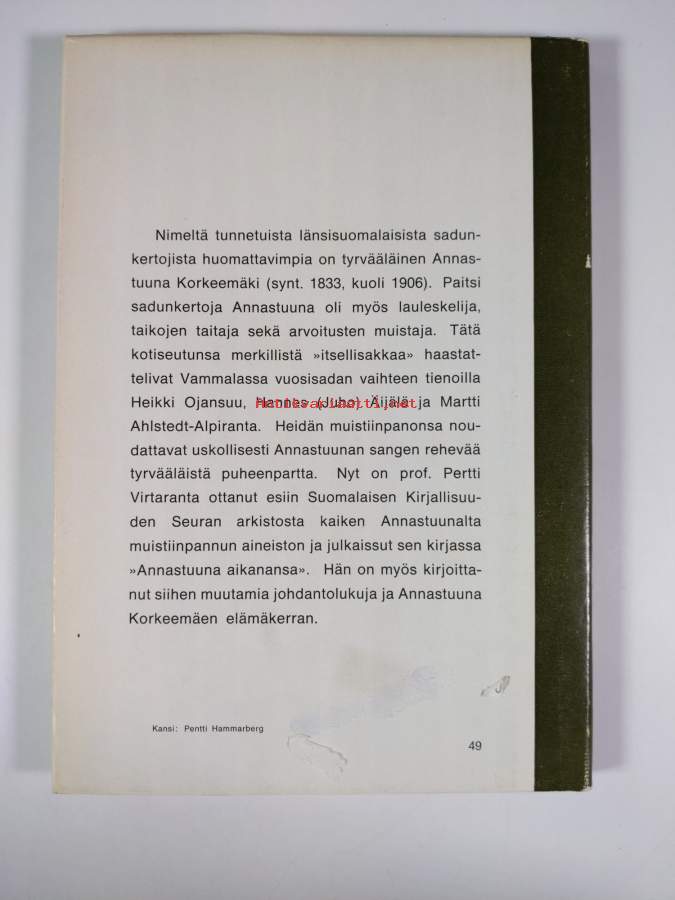 Nimeltä tunnetuista länsisuomalaisista sadun-
kertojista huomattavimpia on tyrvääläinen Annas-
tuuna Korkeemäki (synt. 1833, kuoli 1906). Paitsi
sadunkertoja Annastuuna oli myös lauleskelija,
taikojen taitaja sekä arvoitusten muistaja. Tätä
kotiseutunsa merkillistä »itsellisakkaa» haastat-
telivat Vammalassa vuosisadan vaihteen tienoilla
Heikki Ojansuu, Hannes (Juho) Äijälä ja Martti
Ahlstedt-Alpiranta. Heidän muistiinpanonsa nou-
dattavat uskollisesti Annastuunan sangen rehevää
tyrvääläistä puheenpartta. Nyt on prof. Pertti
Virtaranta ottanut esiin Suomalaisen Kirjallisuu-
den Seuran arkistosta kaiken Annastuunalta
muistiinpannun aineiston ja julkaissut sen kirjassa
»Annastuuna aikanansa». Hän on myös kirjoitta-
nut siihen muutamia johdantolukuja ja Annastuuna
Korkeemäen elämäkerran.
Kansi: Pentti Hammarberg
49